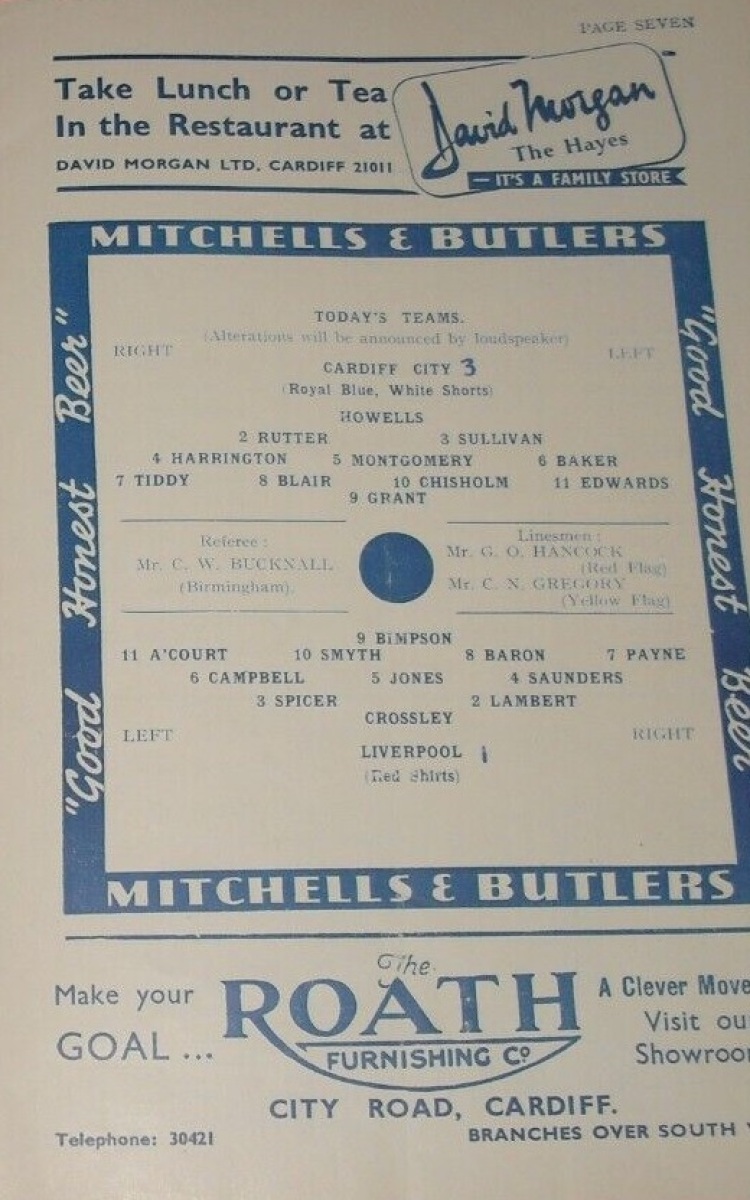 PAGE SEVEN
Take Lunch or Tea
In the Restaurant at
DAVID MORGAN LTD, CARDIFF 21011
David Morgan
The Hayes
— IT'S A FAMILY STORE
MITCHELLS & BUTLERS
"Good Honest Beer"
"Good Honest Beer
TODAY'S TEAMS.
(Alterations will be announced by loudspeaker)
RIGHT LEFT
CARDIFF CITY 3
(Royal Blue, White Shorts)
HOWELLS
2 RUTTER 3 SULLIVAN
4 HARRINGTON 5 MONTGOMERY 6 BAKER
7 TIDDY 8 BLAIR 10 CHISHOLM 11 EDWARDS
9 GRANT
Referee :
Mr. C. W. BUCKNALL
(Birmingham).
Linesmen :
Mr. G. O. HANCOCK
(Red Flag)
Mr. C. N. GREGORY
(Yellow Flag)
9 BIMPSON
11 A'COURT 10 SMYTH 8 BARON 7 PAYNE
6 CAMPBELL 5 JONES 4 SAUNDERS
3 SPICER 2 LAMBERT
CROSSLEY
LEFT RIGHT
LIVERPOOL 1
(Red Shirts)
MITCHELLS & BUTLERS
Make your
GOAL ...
The
ROATH
FURNISHING Co
A Clever Move
Visit ou
Showroo
CITY ROAD, CARDIFF.
Telephone: 30421
BRANCHES OVER SOUTH